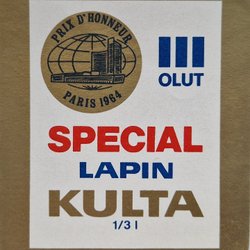 PRIX D'HONNEUR
PARIS 1964
III
OLUT
SPECIAL
LAPIN
KULTA
1/3 l